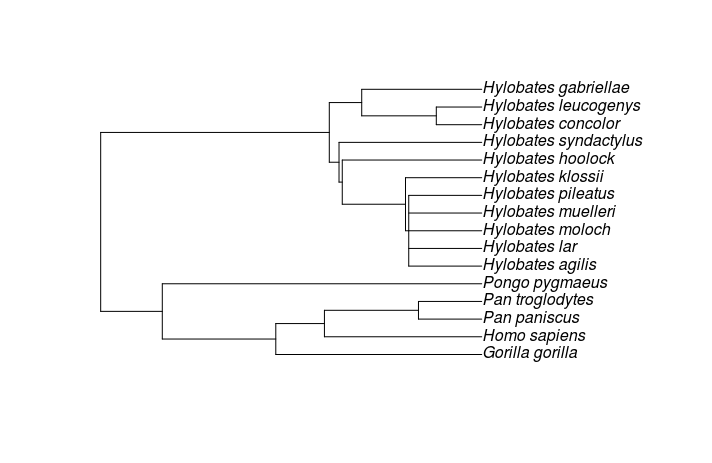 Hylobates gabriellae
Hylobates leucogenys
Hylobates concolor
Hylobates syndactylus
Hylobates hoolock
Hylobates klossii
Hylobates pileatus
Hylobates muelleri
Hylobates moloch
Hylobates lar
Hylobates agilis
Pongo pygmaeus
Pan troglodytes
Pan paniscus
Homo sapiens
Gorilla gorilla